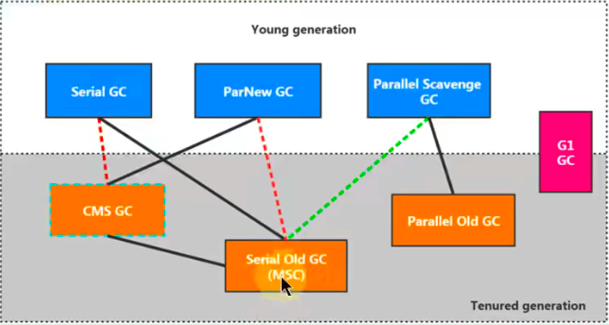 Young generation
Serial GC
ParNew GC
Parallel Scavenge
GC
G1
GC
CMS GC
Parallel Old GC
Serial Old GC
(MSC)
Tenured generation